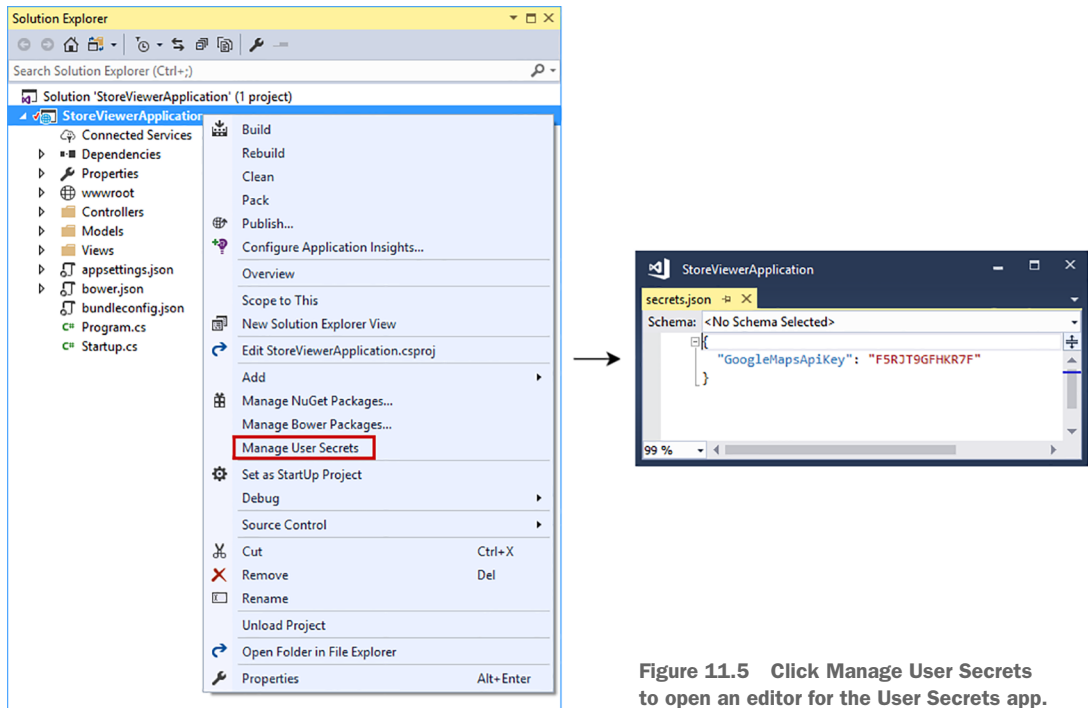 Solution Explorer
Search Solution Explorer (Ctrl+;)
Solution 'StoreViewerApplication' (1 project)
StoreViewerApplication
Connected Services
Dependencies
Properties
wwwroot
Controllers
Models
Views
appsettings.json
bower.json
bundleconfig.json
C# Program.cs
C# Startup.cs
Build
Rebuild
Clean
Pack
Publish...
Configure Application Insights...
Overview
Scope to This
New Solution Explorer View
Edit StoreViewerApplication.csproj
Add
Manage NuGet Packages...
Manage Bower Packages...
Manage User Secrets
Set as StartUp Project
Debug
Source Control
Cut Ctrl+X
Remove Del
Rename
Unload Project
Open Folder in File Explorer
Properties Alt+Enter
StoreViewerApplication
secrets.json
Schema: <No Schema Selected>
{
"GoogleMapsApiKey": "F5RJT9GFHKR7F"
}
99 %
Figure 11.5 Click Manage User Secrets
to open an editor for the User Secrets app.